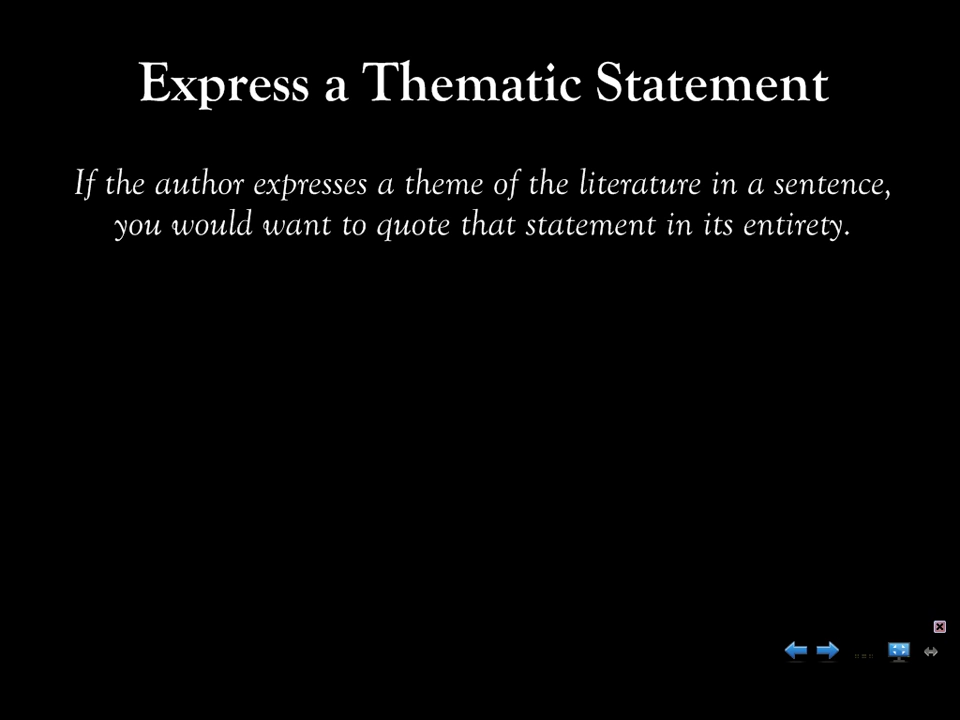 Express a Thematic Statement
If the author expresses a theme of the literature in a sentence,
you would want to quote that statement in its entirety.